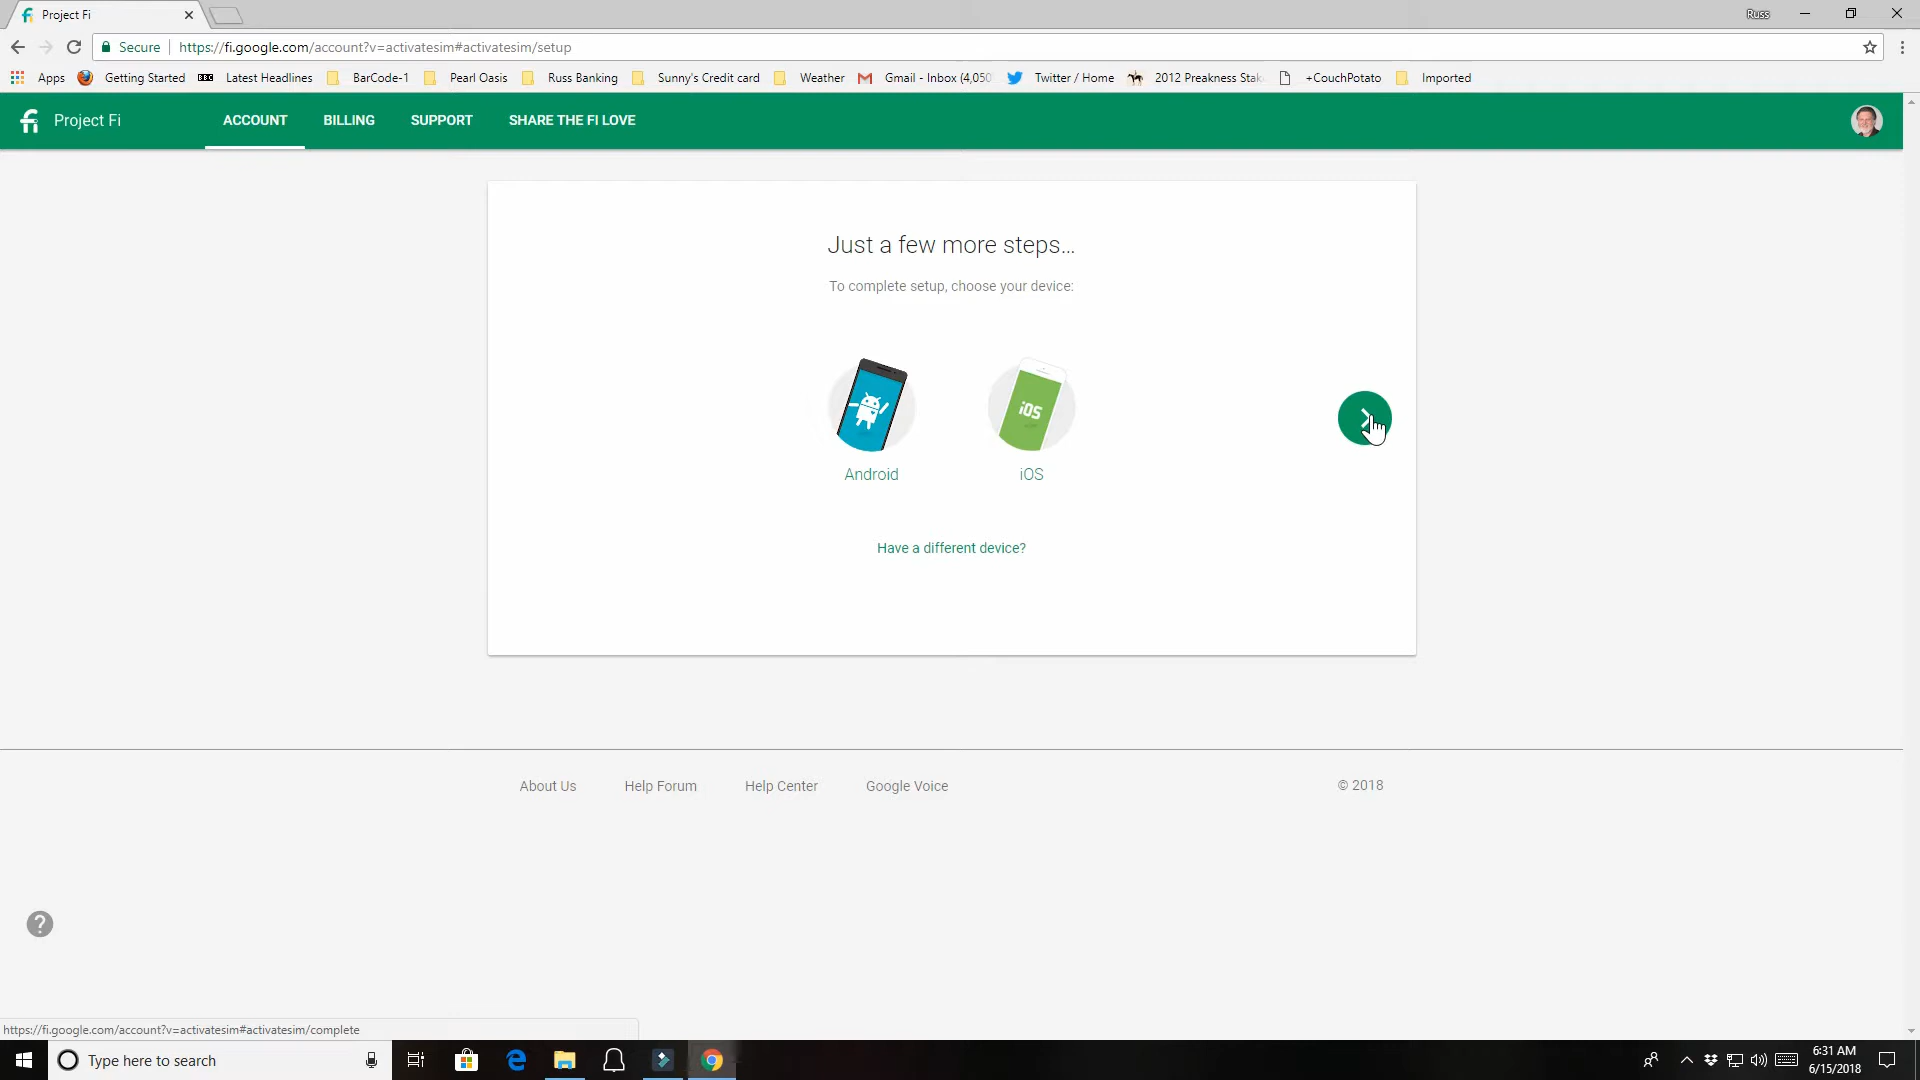 Project Fi
Russ
Secure https://fi.google.com/account?v=activatesim#activatesim/setup
Apps Getting Started BBC Latest Headlines BarCode-1 Pearl Oasis Russ Banking Sunny's Credit card Weather Gmail - Inbox (4,050 Twitter / Home 2012 Preakness Stak +CouchPotato Imported
fi Project Fi ACCOUNT BILLING SUPPORT SHARE THE FI LOVE
Just a few more steps...
To complete setup, choose your device:
iOS
Android iOS
Have a different device?
About Us Help Forum Help Center Google Voice © 2018
?
https://fi.google.com/account?v=activatesim#activatesim/complete
Type here to search
6:31 AM
6/15/2018